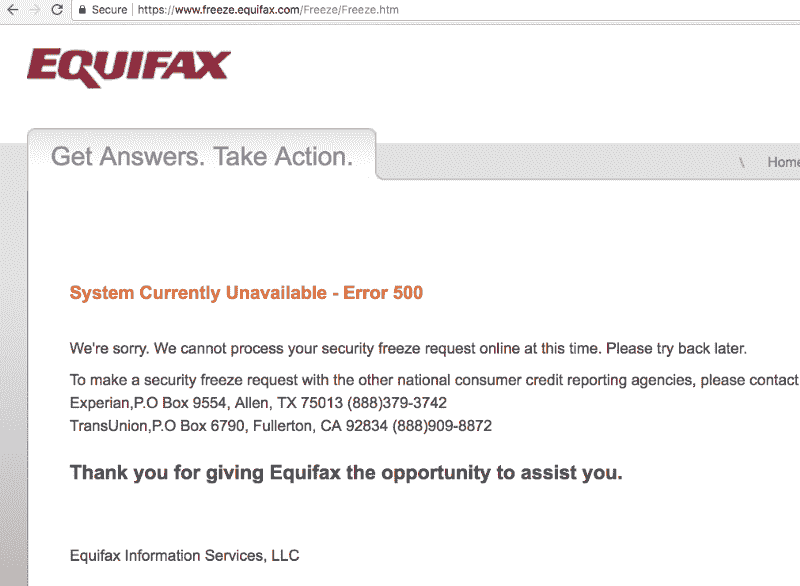 Secure https://www.freeze.equifax.com/Freeze/Freeze.htm
EQUIFAX
Get Answers. Take Action.
\ Home
System Currently Unavailable - Error 500
We're sorry. We cannot process your security freeze request online at this time. Please try back later.
To make a security freeze request with the other national consumer credit reporting agencies, please contact
Experian,P.O Box 9554, Allen, TX 75013 (888)379-3742
TransUnion,P.O Box 6790, Fullerton, CA 92834 (888)909-8872
Thank you for giving Equifax the opportunity to assist you.
Equifax Information Services, LLC